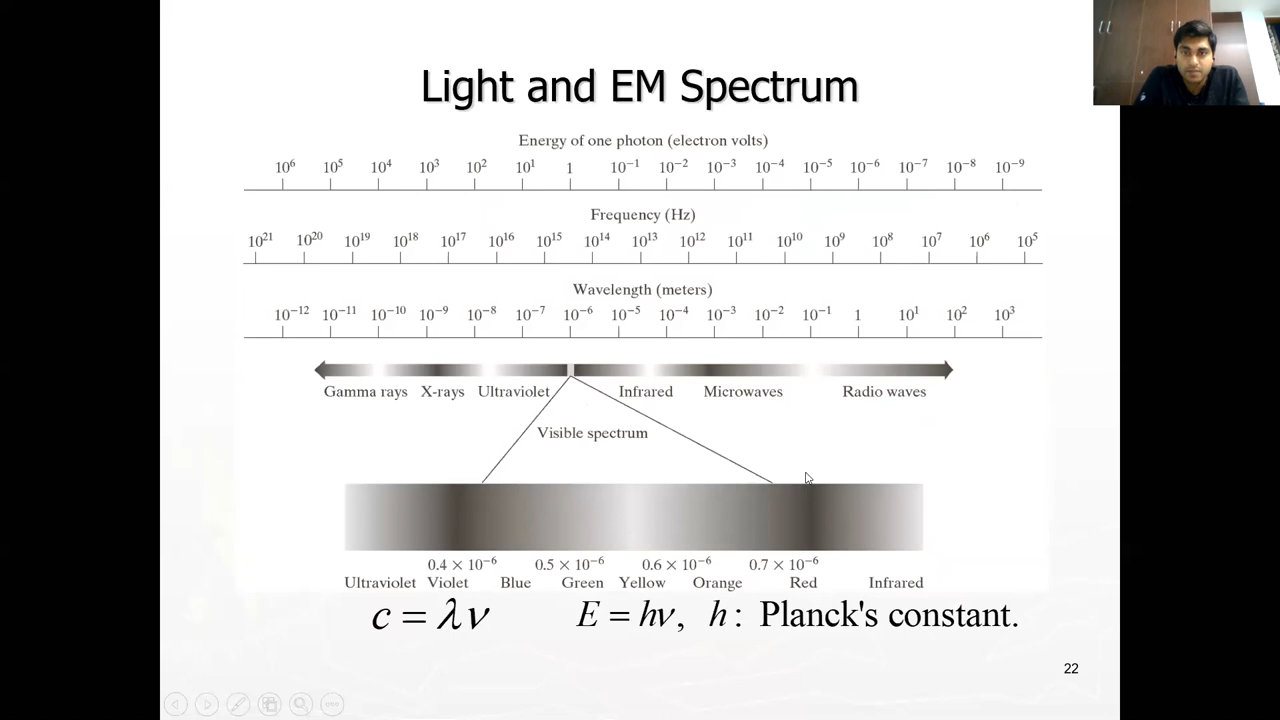 Light and EM Spectrum
Energy of one photon (electron volts)
10⁶ 10⁵ 10⁴ 10³ 10² 10¹ 1 10⁻¹ 10⁻² 10⁻³ 10⁻⁴ 10⁻⁵ 10⁻⁶ 10⁻⁷ 10⁻⁸ 10⁻⁹
Frequency (Hz)
10²¹ 10²⁰ 10¹⁹ 10¹⁸ 10¹⁷ 10¹⁶ 10¹⁵ 10¹⁴ 10¹³ 10¹² 10¹¹ 10¹⁰ 10⁹ 10⁸ 10⁷ 10⁶ 10⁵
Wavelength (meters)
10⁻¹² 10⁻¹¹ 10⁻¹⁰ 10⁻⁹ 10⁻⁸ 10⁻⁷ 10⁻⁶ 10⁻⁵ 10⁻⁴ 10⁻³ 10⁻² 10⁻¹ 1 10¹ 10² 10³
Gamma rays X-rays Ultraviolet Infrared Microwaves Radio waves
Visible spectrum
0.4 × 10⁻⁶ 0.5 × 10⁻⁶ 0.6 × 10⁻⁶ 0.7 × 10⁻⁶
Ultraviolet Violet Blue Green Yellow Orange Red Infrared
c = λν E = hν, h : Planck's constant.
22